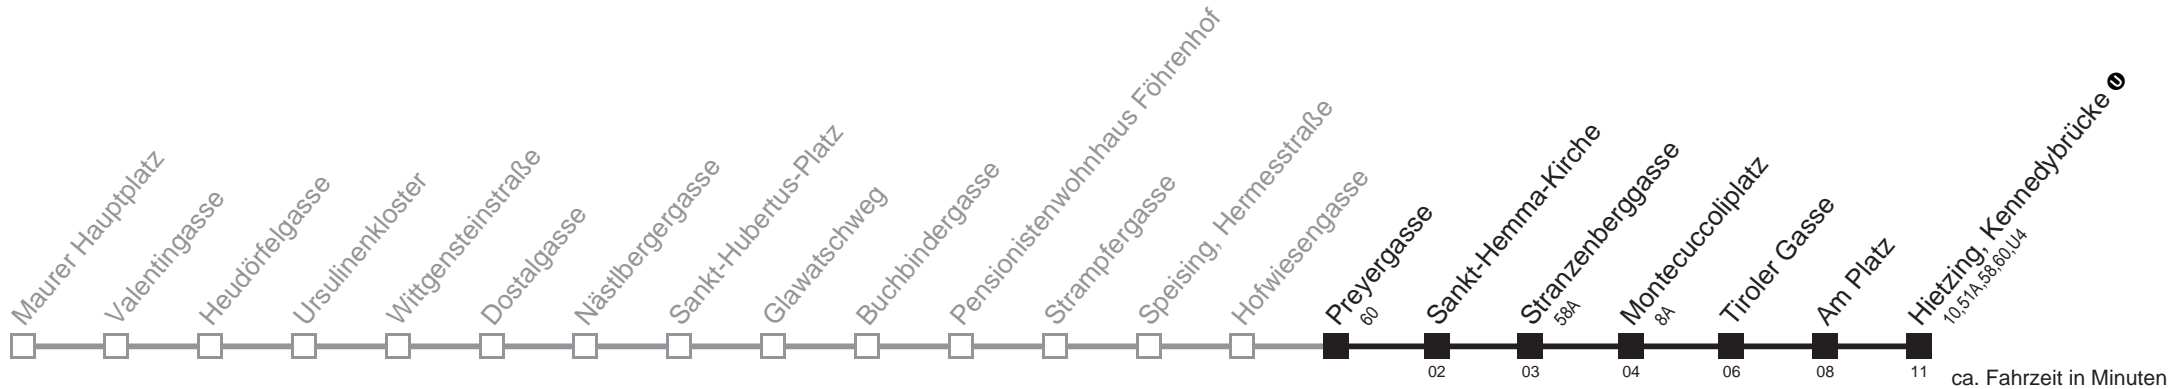 Maurer Hauptplatz
Valentingasse
Heudörfelgasse
Ursulinenkloster
Wittgensteinstraße
Dostalgasse
Nästlbergergasse
Sankt-Hubertus-Platz
Glawatschweg
Buchbindergasse
Pensionistenwohnhaus Föhrenhof
Strampfergasse
Speising, Hermesstraße
Hofwiesengasse
Preyergasse
60
Sankt-Hemma-Kirche
Stranzenberggasse
58A
Montecuccoliplatz
8A
Tiroler Gasse
Am Platz
Hietzing, Kennedybrücke U
10,51A,58,60,U4
02
03
04
06
08
11
ca. Fahrzeit in Minuten